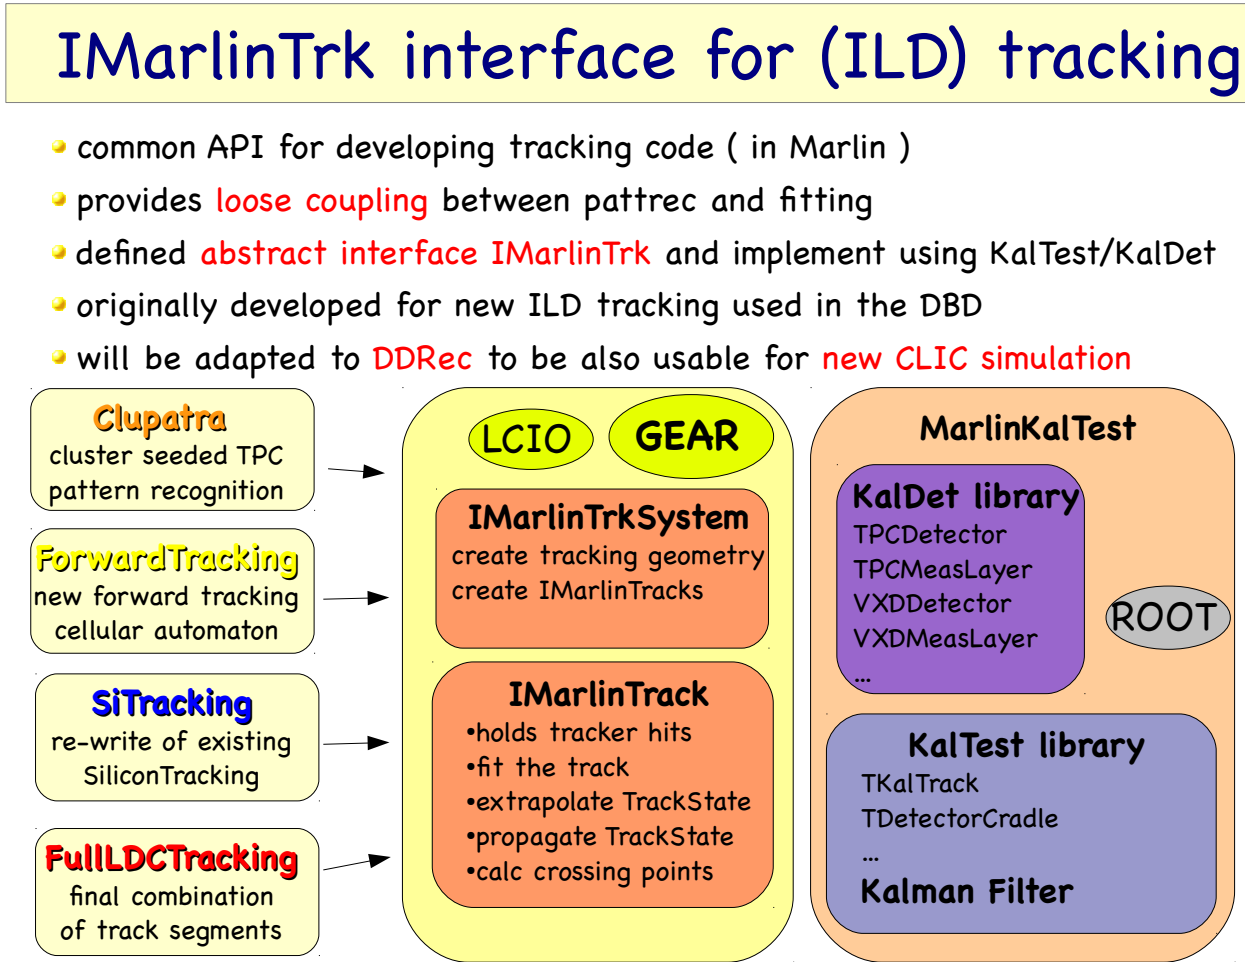 IMarlinTrk interface for (ILD) tracking
common API for developing tracking code ( in Marlin )
provides loose coupling between pattrec and fitting
defined abstract interface IMarlinTrk and implement using KalTest/KalDet
originally developed for new ILD tracking used in the DBD
will be adapted to DDRec to be also usable for new CLIC simulation
Clupatra
cluster seeded TPC
pattern recognition
ForwardTracking
new forward tracking
cellular automaton
SiTracking
re-write of existing
SiliconTracking
FullLDCTracking
final combination
of track segments
LCIO
GEAR
IMarlinTrkSystem
create tracking geometry
create IMarlinTracks
IMarlinTrack
•holds tracker hits
•fit the track
•extrapolate TrackState
•propagate TrackState
•calc crossing points
MarlinKalTest
KalDet library
TPCDetector
TPCMeasLayer
VXDDetector
VXDMeasLayer
...
ROOT
KalTest library
TKalTrack
TDetectorCradle
...
Kalman Filter